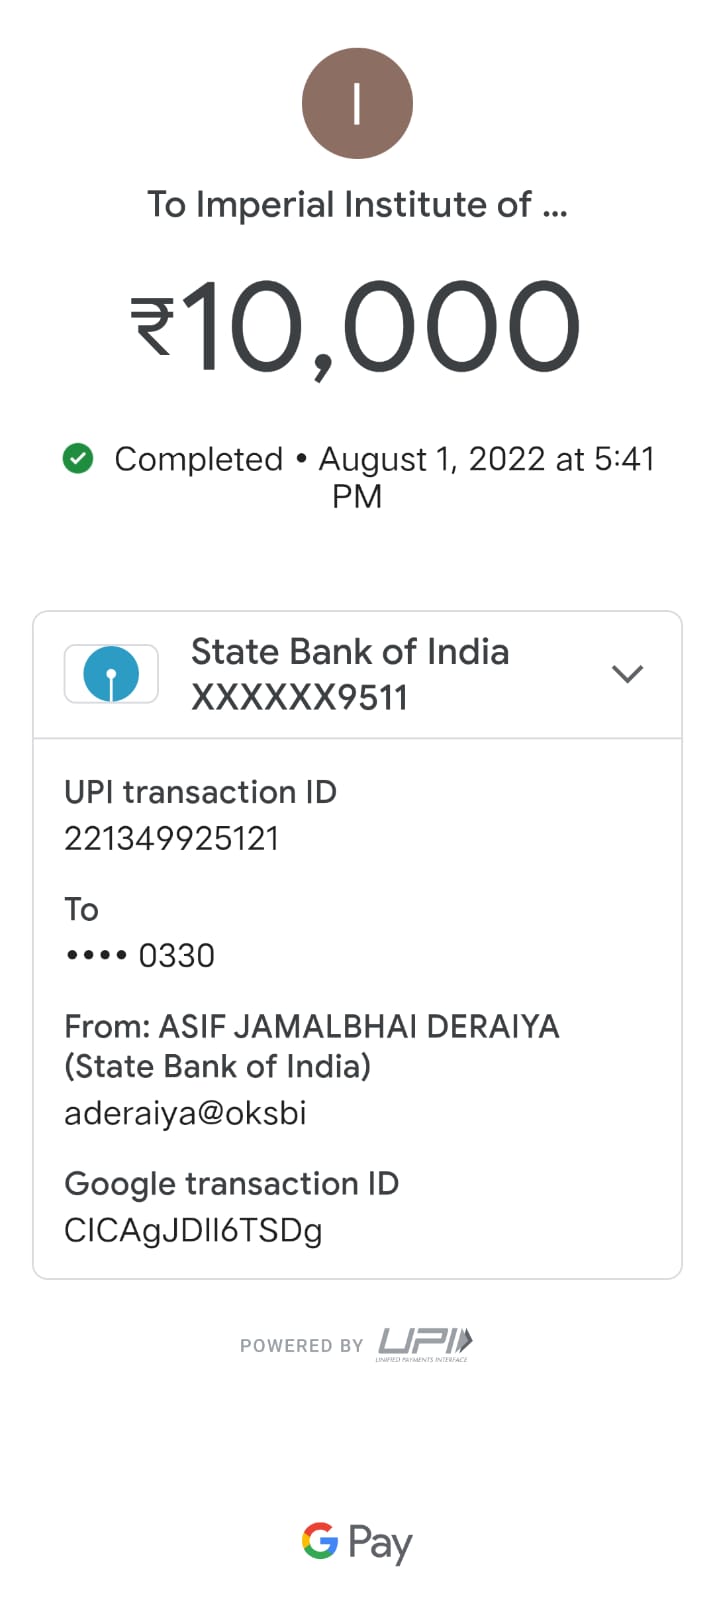 I
To Imperial Institute of ...
₹10,000
Completed • August 1, 2022 at 5:41
PM
State Bank of India
XXXXXX9511
UPI transaction ID
221349925121
To
•••• 0330
From: ASIF JAMALBHAI DERAIYA
(State Bank of India)
aderaiya@oksbi
Google transaction ID
CICAgJDIl6TSDg
POWERED BY UPI
UNIFIED PAYMENTS INTERFACE
G Pay